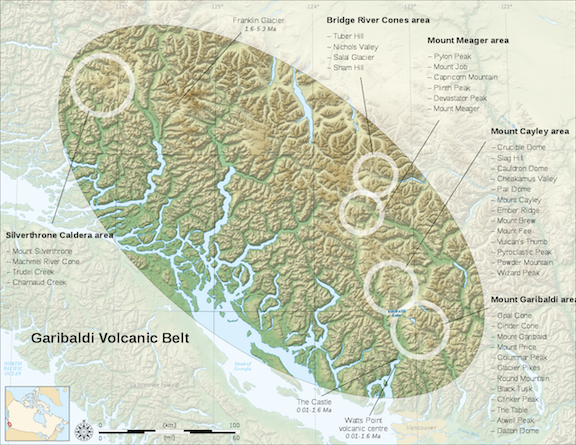 Franklin Glacier
1.6-5.3 Ma
Bridge River Cones area
– Tuber Hill
– Nichols Valley
– Salal Glacier
– Sham Hill
Mount Meager area
– Pylon Peak
– Mount Job
– Capricorn Mountain
– Plinth Peak
– Devastator Peak
– Mount Meager
Mount Cayley area
– Crucible Dome
– Slag Hill
– Cauldron Dome
– Cheakamus Valley
– Pali Dome
– Mount Cayley
– Ember Ridge
– Mount Brew
– Mount Fee
– Vulcan's Thumb
– Pyroclastic Peak
– Powder Mountain
– Wizard Peak
Silverthrone Caldera area
– Mount Silverthrone
– Machmel River Cone
– Trudel Creek
– Charnaud Creek
Mount Garibaldi area
– Opal Cone
– Cinder Cone
– Mount Garibaldi
– Mount Price
– Columnar Peak
– Glacier Pikes
– Round Mountain
– Black Tusk
– Clinker Peak
– The Table
– Atwell Peak
– Dalton Dome
Garibaldi Volcanic Belt
The Castle
0.01-1.6 Ma
Watts Point
volcanic centre
0.01-1.6 Ma
Vancouver
NORTH
PACIFIC
OCEAN
0 (km) 100
0 (mi) 60